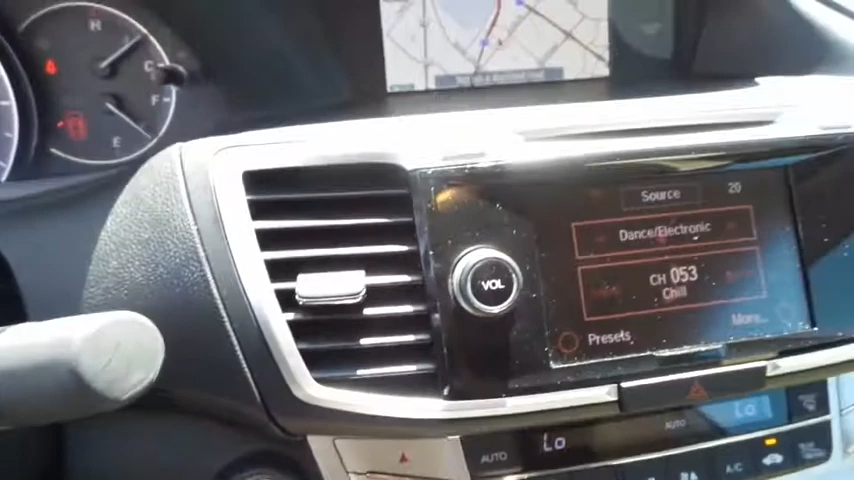 H
C
F
E
Source
20
Dance/Electronic
CH 053
Chill
VOL
Presets
More...
AUTO
Lo
AUTO
Lo
A/C